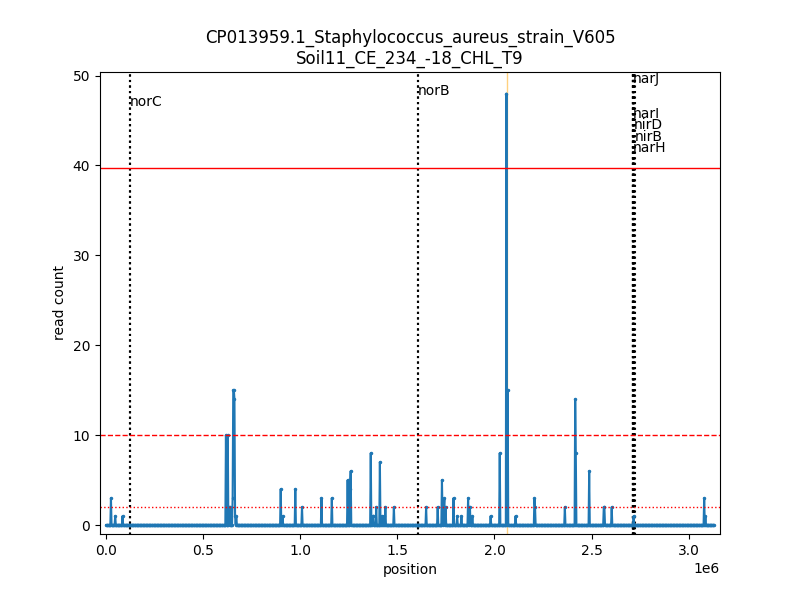 CP013959.1_Staphylococcus_aureus_strain_V605
Soil11_CE_234_-18_CHL_T9
50
40
30
20
10
0
read count
norC
norB
narJ
narI
nirD
nirB
narH
0.0
0.5
1.0
1.5
2.0
2.5
3.0
1e6
position